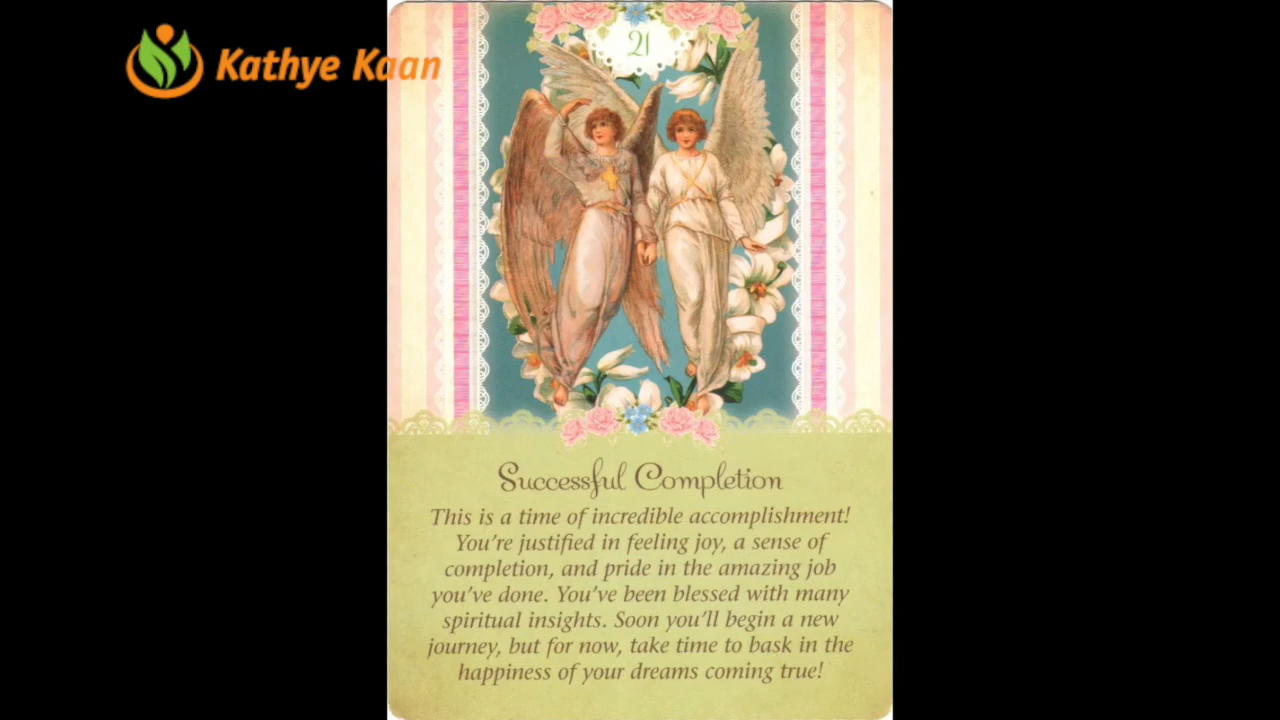 Kathye Kaan
21
Successful Completion
This is a time of incredible accomplishment!
You're justified in feeling joy, a sense of
completion, and pride in the amazing job
you've done. You've been blessed with many
spiritual insights. Soon you'll begin a new
journey, but for now, take time to bask in the
happiness of your dreams coming true!